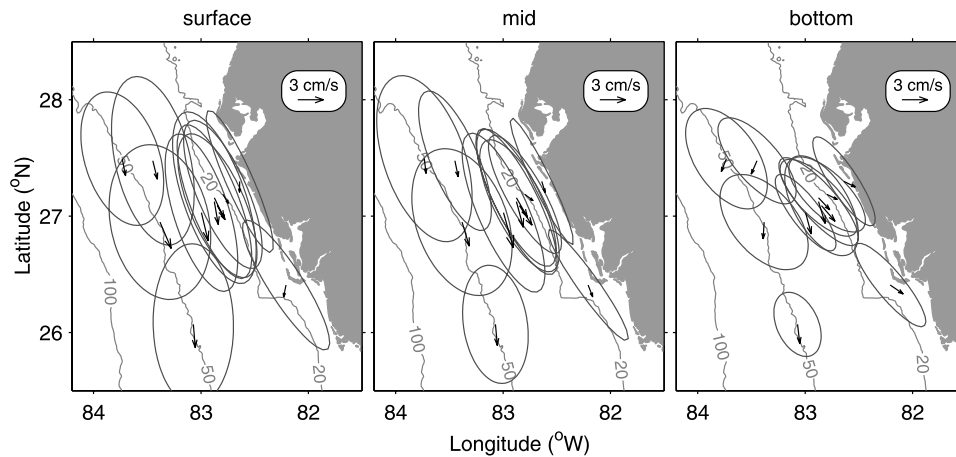 surface mid bottom
3 cm/s 3 cm/s 3 cm/s
28
27
26
Latitude (°N)
50 20 100 50 20
50 20 100 50 20
50 20 100 50 20
84 83 82 84 83 82 84 83 82
Longitude (°W)